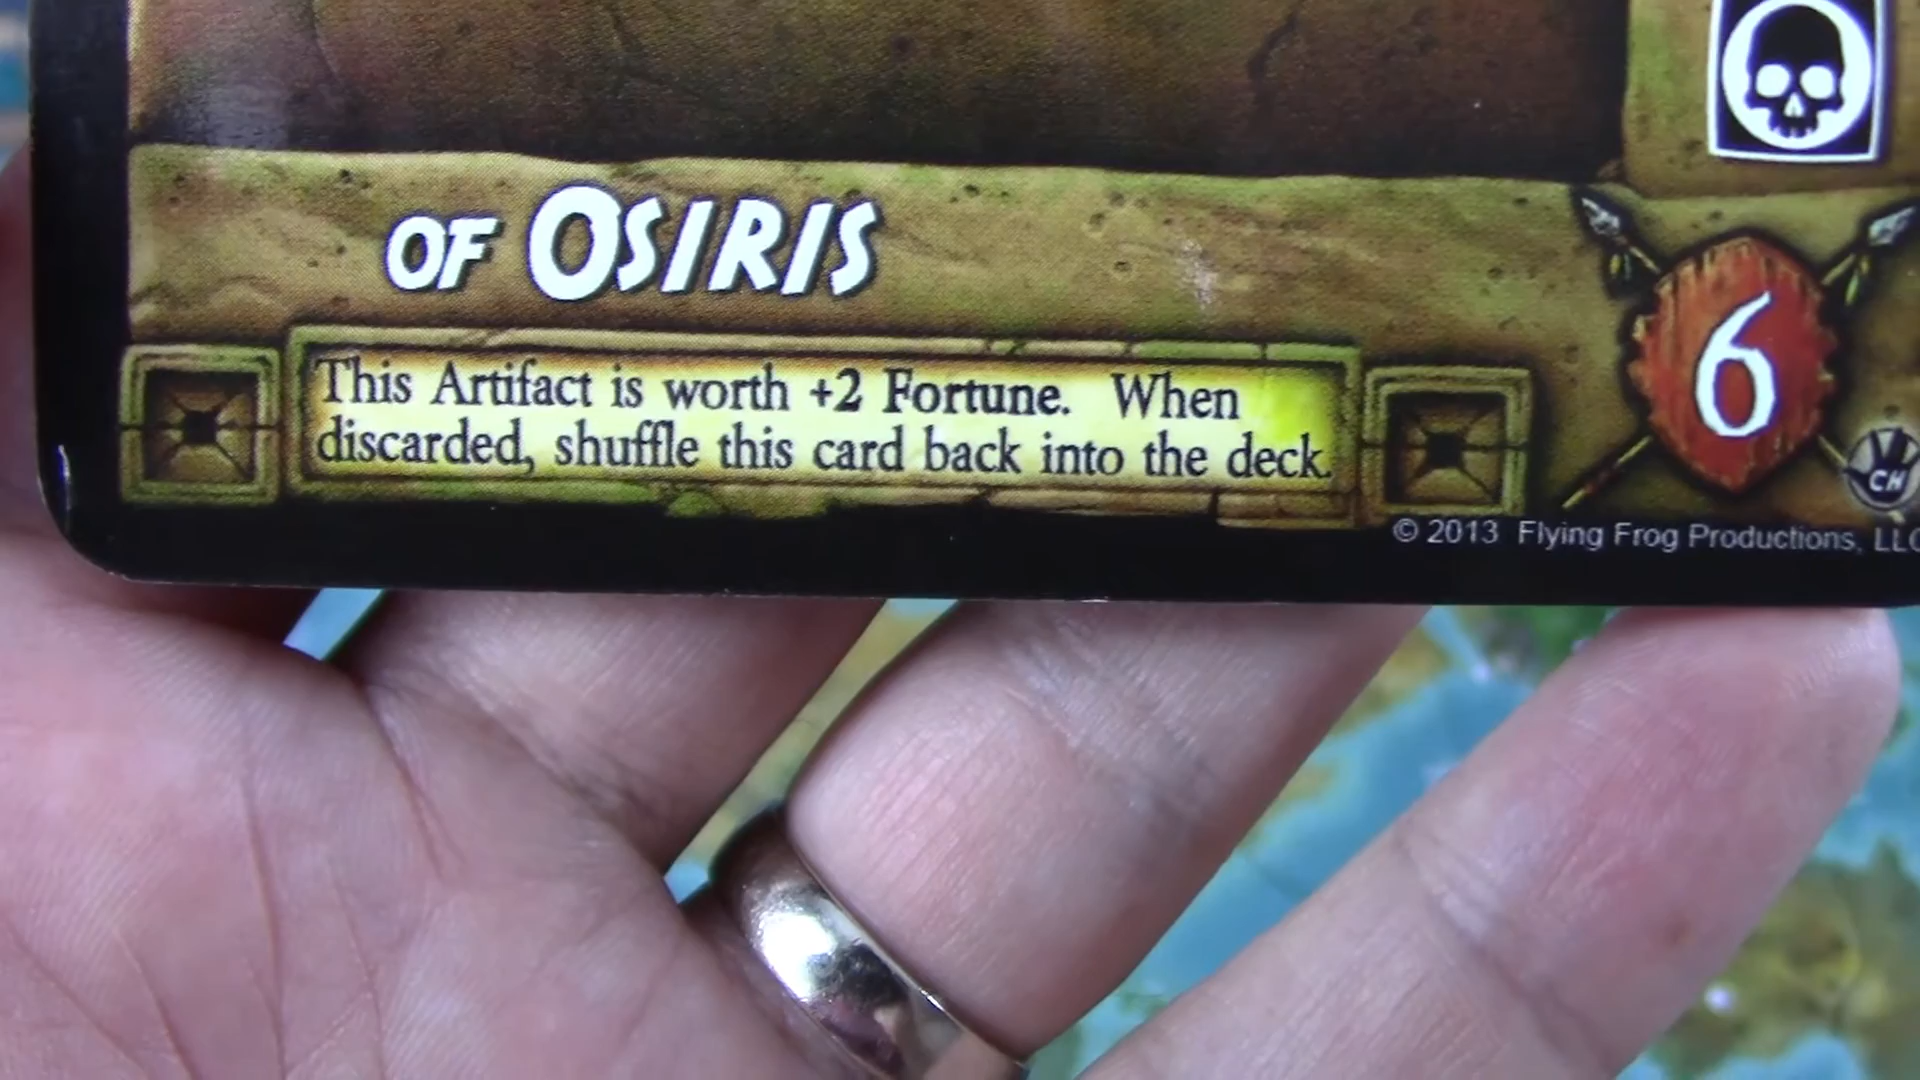 OF OSIRIS
This Artifact is worth +2 Fortune. When
discarded, shuffle this card back into the deck.
6
CH
© 2013 Flying Frog Productions, LLC